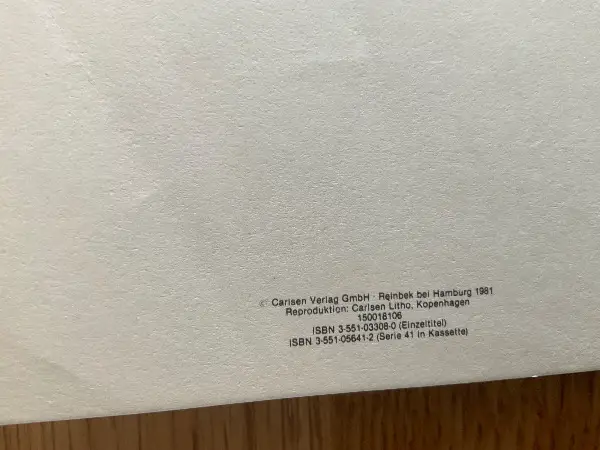 © Carlsen Verlag GmbH · Reinbek bei Hamburg 1981
Reproduktion: Carlsen Litho, Kopenhagen
150018106
ISBN 3-551-03308-0 (Einzeltitel)
ISBN 3-551-05641-2 (Serie 41 in Kassette)